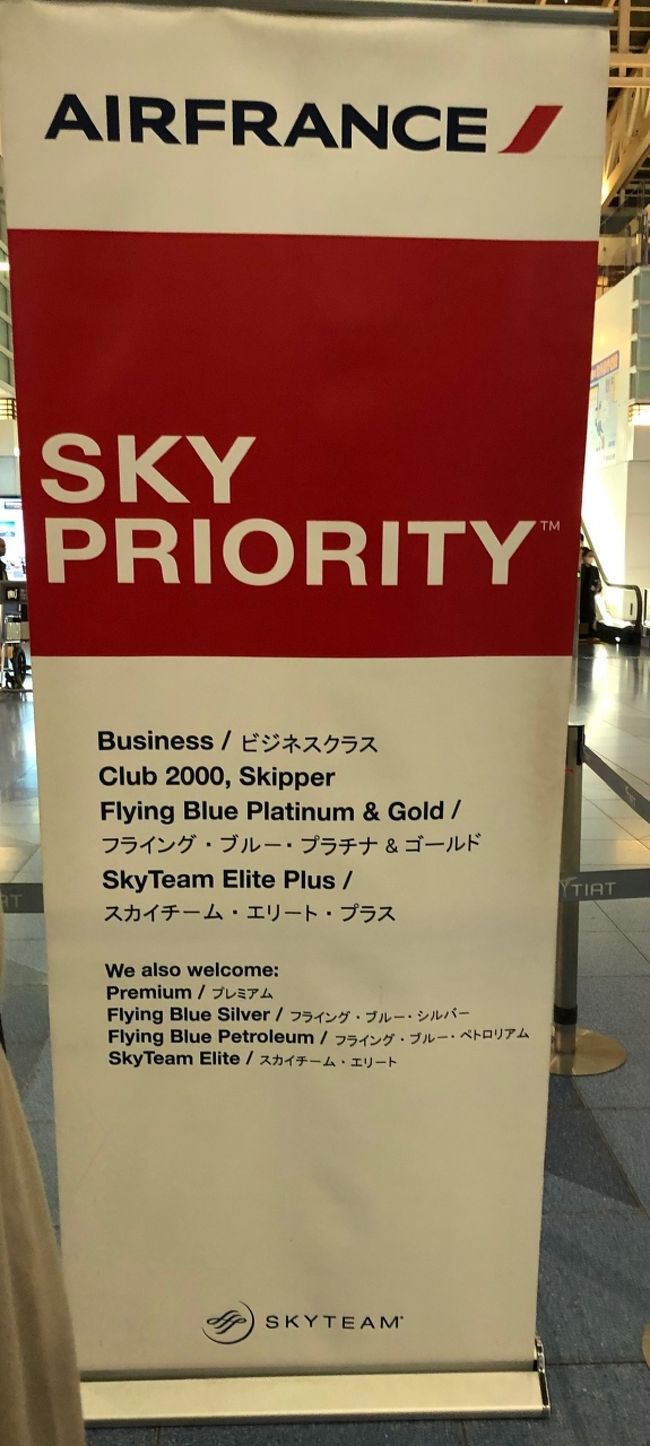 AIRFRANCE
SKY
PRIORITY™
Business / ビジネスクラス
Club 2000, Skipper
Flying Blue Platinum & Gold /
フライング・ブルー・プラチナ & ゴールド
SkyTeam Elite Plus /
スカイチーム・エリート・プラス
We also welcome:
Premium / プレミアム
Flying Blue Silver / フライング・ブルー・シルバー
Flying Blue Petroleum / フライング・ブルー・ペトロリアム
SkyTeam Elite / スカイチーム・エリート
SKYTEAM
TIAT